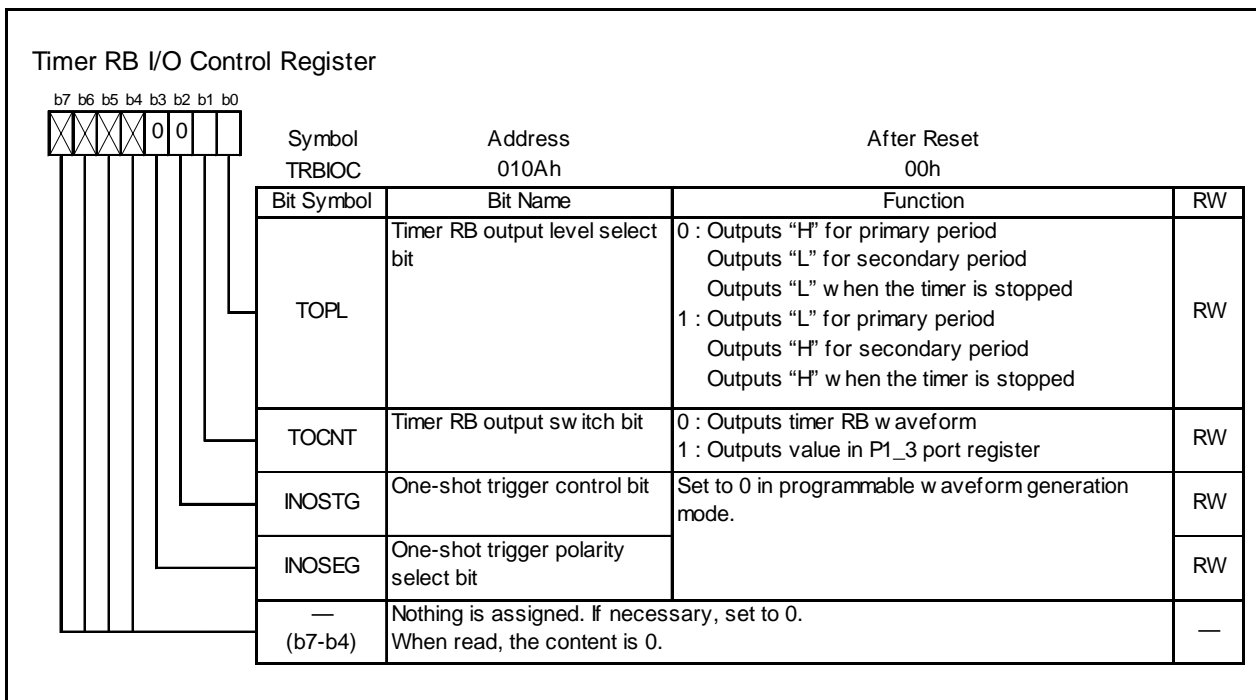 Timer RB I/O Control Register
b7 b6 b5 b4 b3 b2 b1 b0
0 0
Symbol Address After Reset
TRBIOC 010Ah 00h
Bit Symbol Bit Name Function RW
TOPL Timer RB output level select bit RW
0 : Outputs “H” for primary period
Outputs “L” for secondary period
Outputs “L” when the timer is stopped
1 : Outputs “L” for primary period
Outputs “H” for secondary period
Outputs “H” when the timer is stopped
TOCNT Timer RB output switch bit RW
0 : Outputs timer RB waveform
1 : Outputs value in P1_3 port register
INOSTG One-shot trigger control bit RW
Set to 0 in programmable waveform generation
mode.
INOSEG One-shot trigger polarity
select bit RW
—
(b7-b4)
Nothing is assigned. If necessary, set to 0.
When read, the content is 0.
—